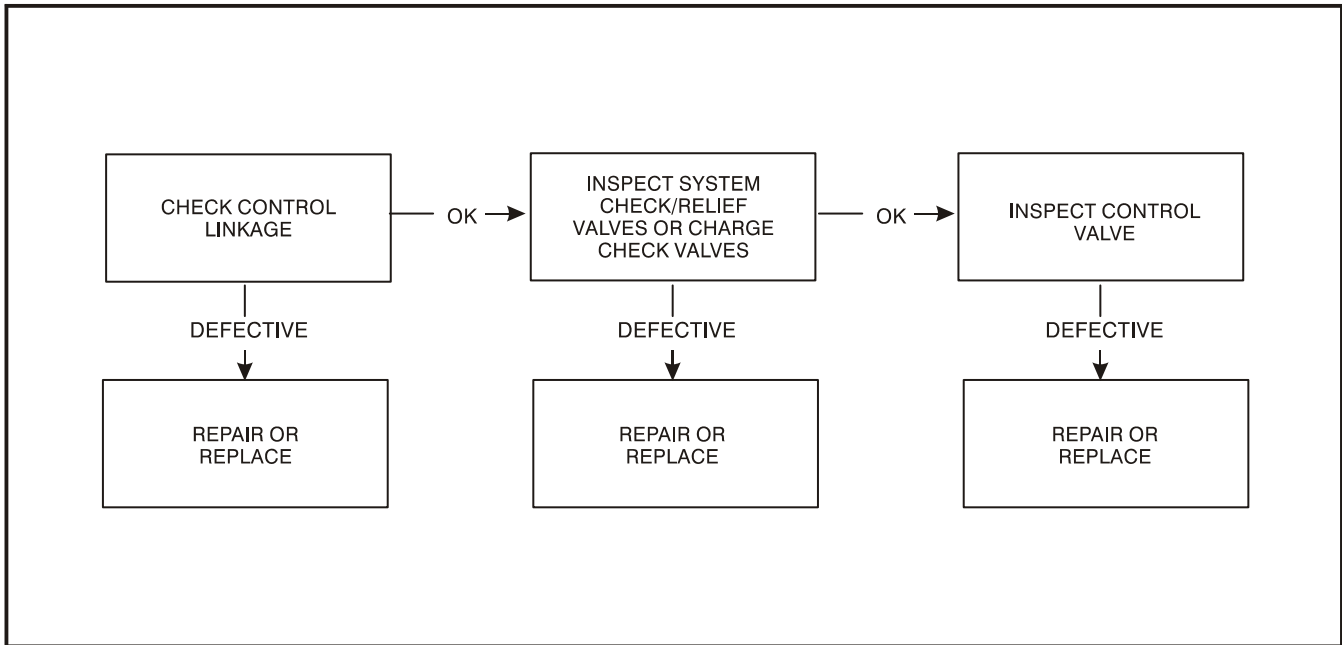 CHECK CONTROL
LINKAGE
OK
INSPECT SYSTEM
CHECK/RELIEF
VALVES OR CHARGE
CHECK VALVES
OK
INSPECT CONTROL
VALVE
DEFECTIVE
DEFECTIVE
DEFECTIVE
REPAIR OR
REPLACE
REPAIR OR
REPLACE
REPAIR OR
REPLACE